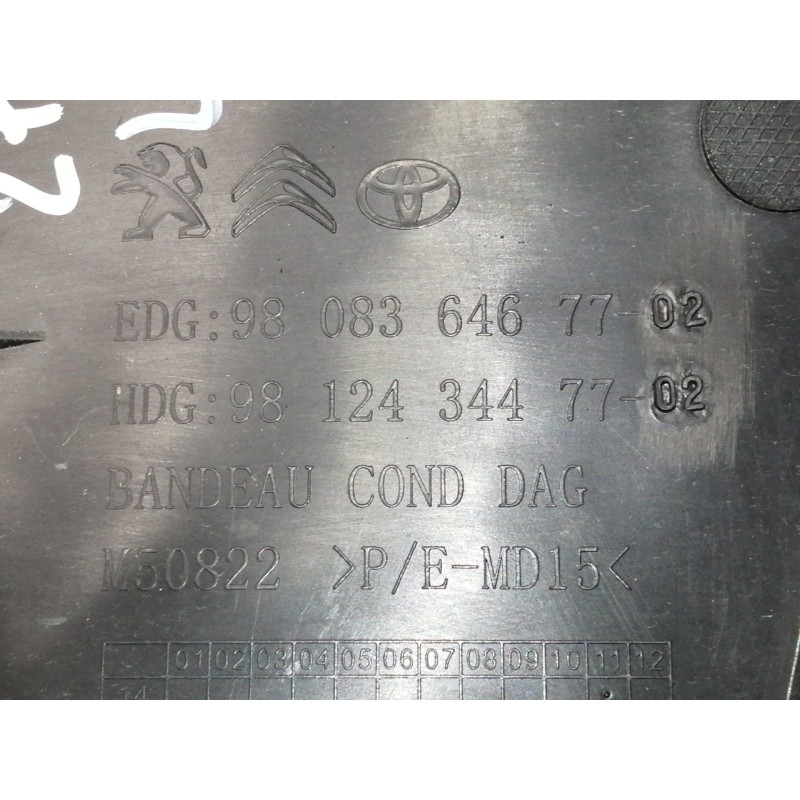 EDG:98 083 646 77-02
HDG:98 124 344 77-02
BANDEAU COND DAG
M50822 >P/E-MD15<
01 02 03 04 05 06 07 08 09 10 11 12
14